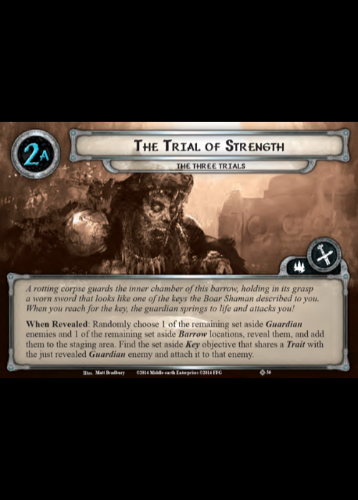 2A
THE TRIAL OF STRENGTH
THE THREE TRIALS
A rotting corpse guards the inner chamber of this barrow, holding in its grasp
a worn sword that looks like one of the keys the Boar Shaman described to you.
When you reach for the key, the guardian springs to life and attacks you!
When Revealed: Randomly choose 1 of the remaining set aside Guardian
enemies and 1 of the remaining set aside Barrow locations, reveal them, and add
them to the staging area. Find the set aside Key objective that shares a Trait with
the just revealed Guardian enemy and attach it to that enemy.
Illus. Matt Bradbury ©2014 Middle-earth Enterprises ©2014 FFG